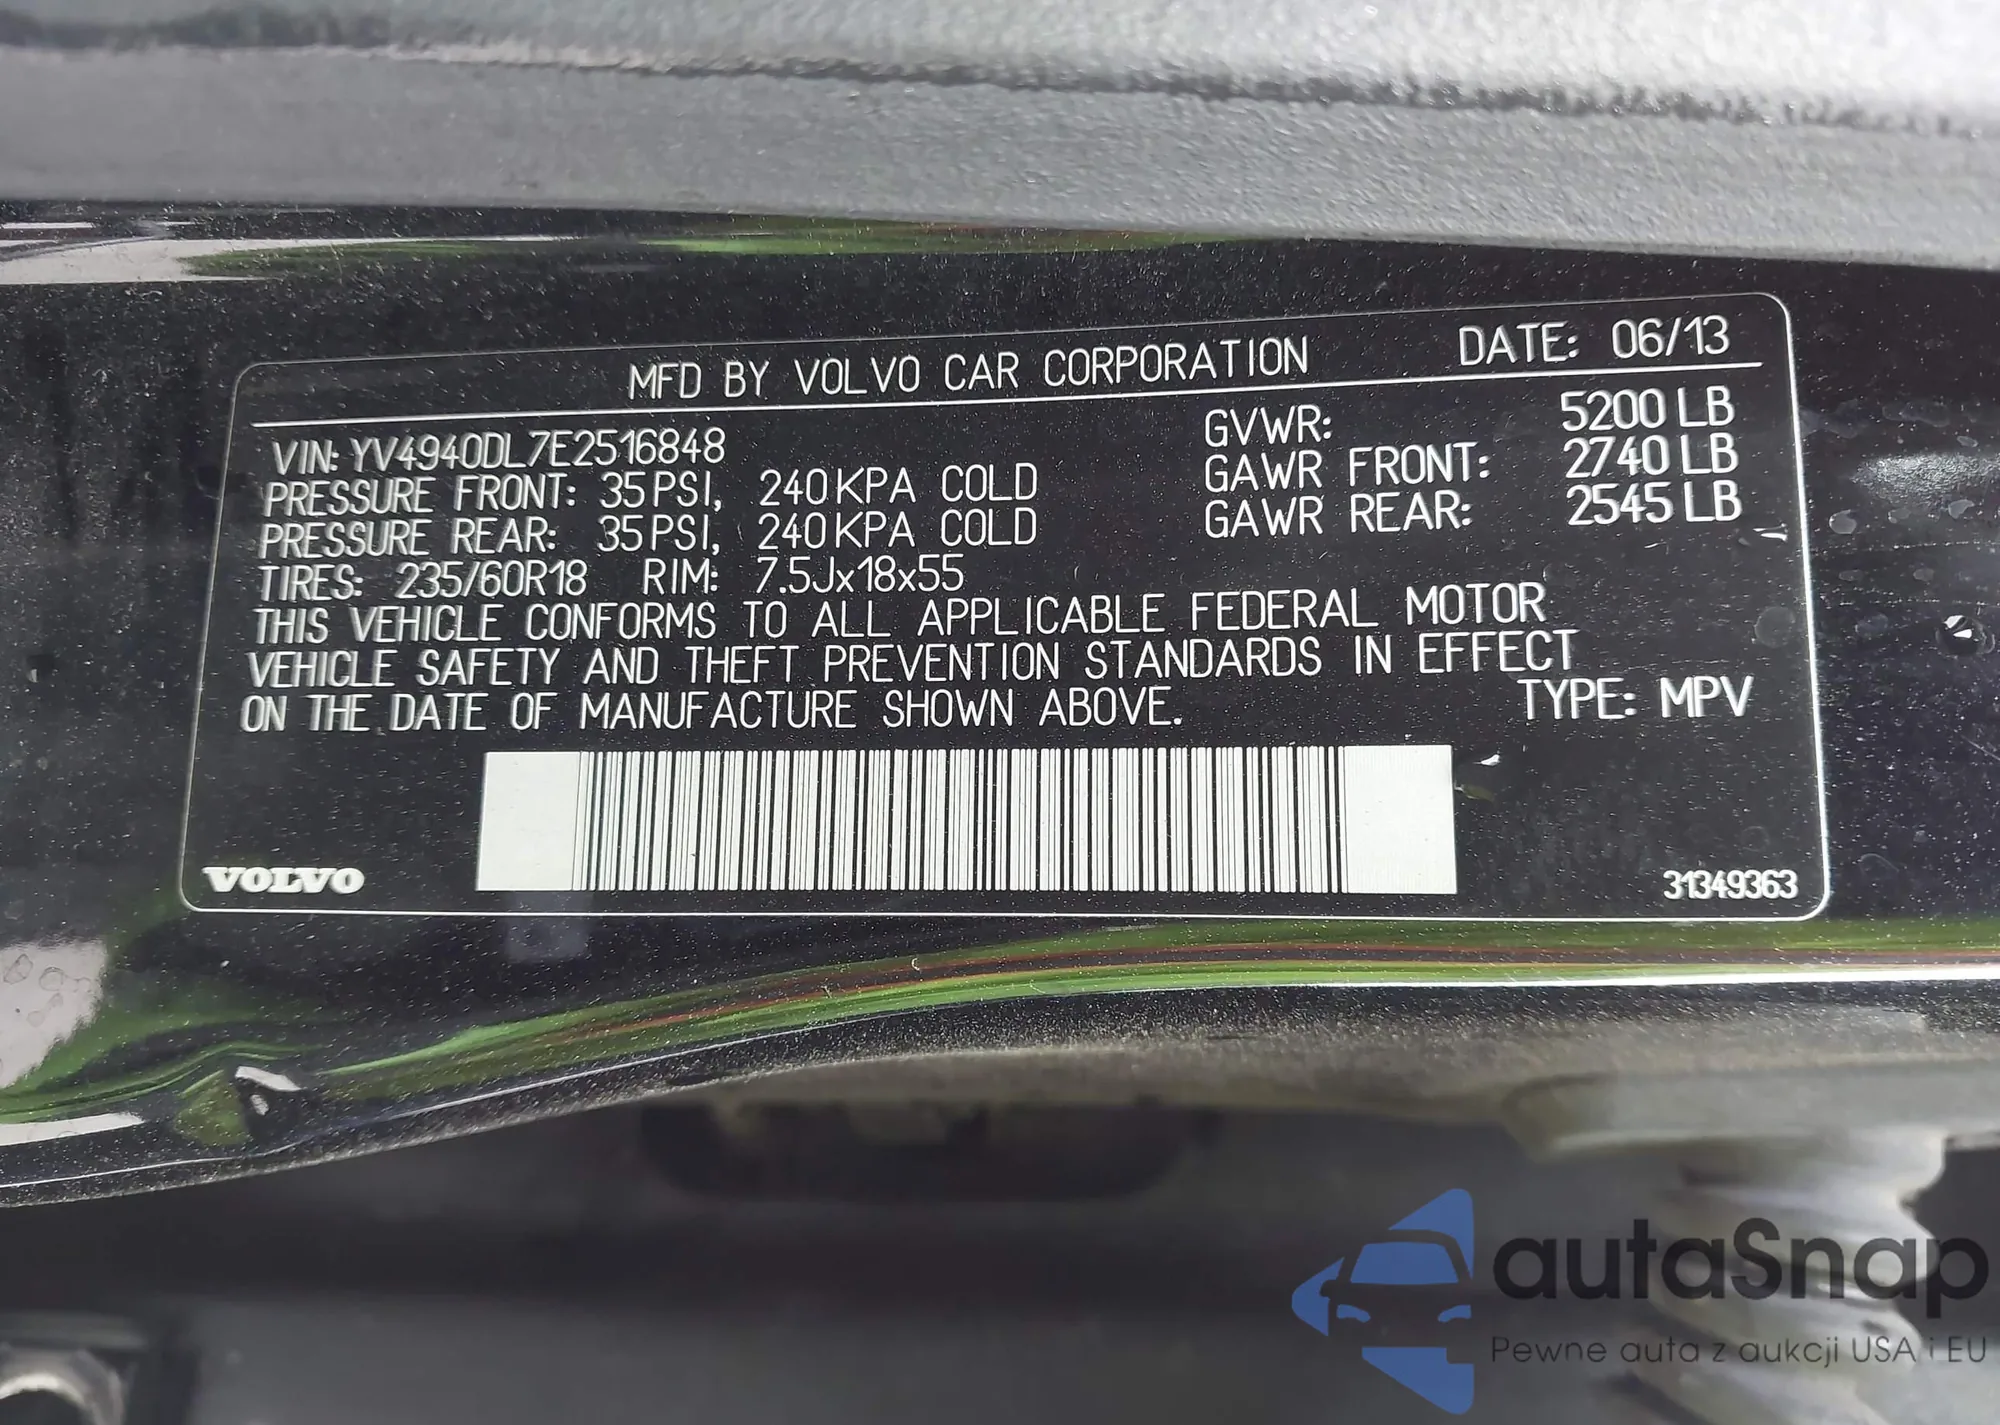 MFD BY VOLVO CAR CORPORATION DATE: 06/13
VIN: YV4940DL7E2516848 GVWR: 5200 LB
PRESSURE FRONT: 35 PSI, 240 KPA COLD GAWR FRONT: 2740 LB
PRESSURE REAR: 35 PSI, 240 KPA COLD GAWR REAR: 2545 LB
TIRES: 235/60R18 RIM: 7.5Jx18x55
THIS VEHICLE CONFORMS TO ALL APPLICABLE FEDERAL MOTOR
VEHICLE SAFETY AND THEFT PREVENTION STANDARDS IN EFFECT
ON THE DATE OF MANUFACTURE SHOWN ABOVE. TYPE: MPV
VOLVO 31349363
autaSnap
Pewne auta z aukcji USA i EU